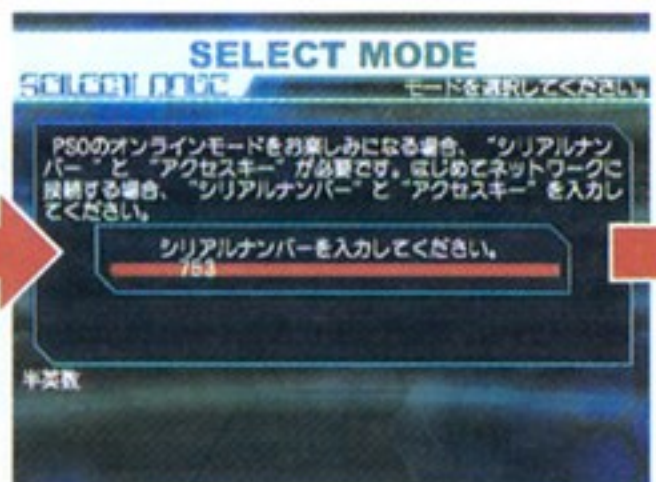 SELECT MODE
SELECT MODE
モードを選択してください。
PSOのオンラインモードをお楽しみになる場合、“シリアルナン
バー”と“アクセスキー”が必要です。はじめてネットワークに
接続する場合、“シリアルナンバー”と“アクセスキー”を入力し
てください。
シリアルナンバーを入力してください。
半英数